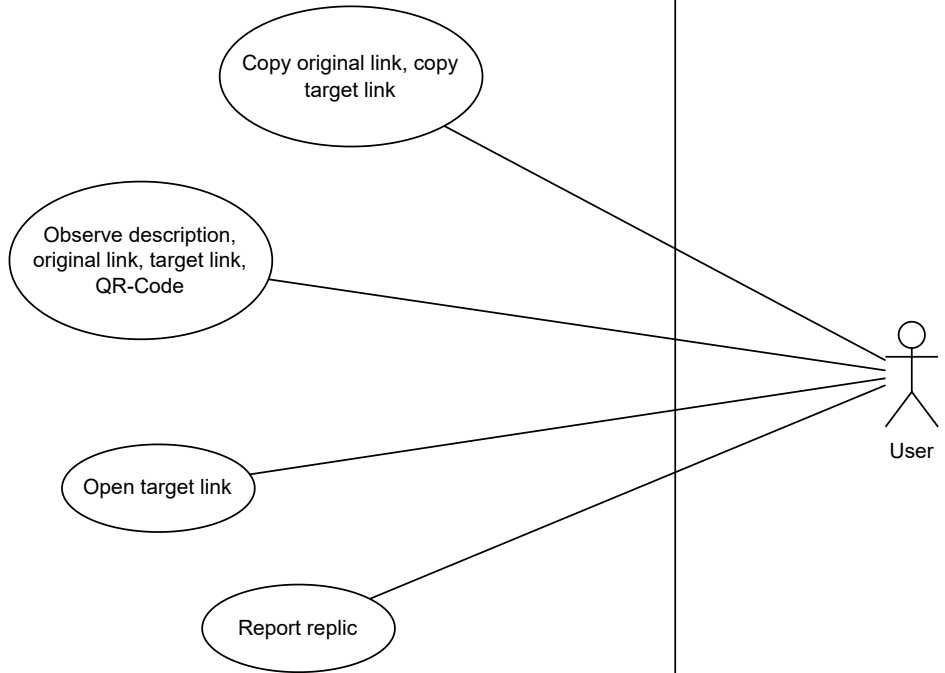 Copy original link, copy
target link
Observe description,
original link, target link,
QR-Code
User
Open target link
Report replic